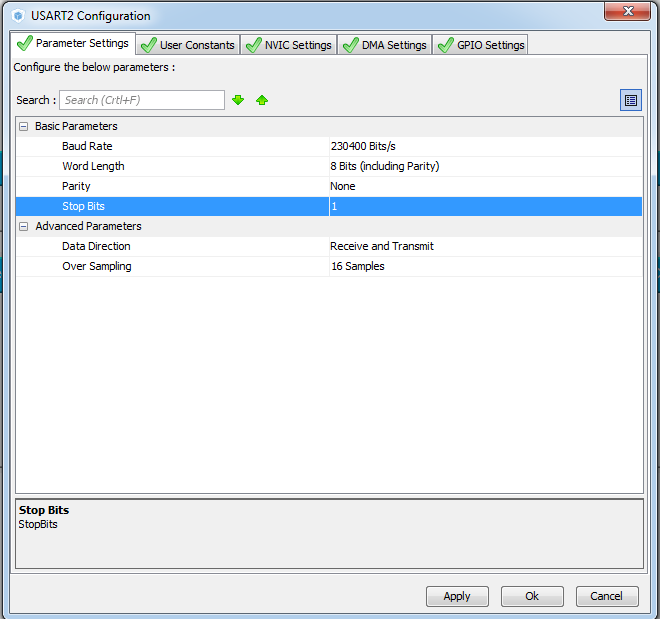 USART2 Configuration
Parameter Settings User Constants NVIC Settings DMA Settings GPIO Settings
Configure the below parameters :
Search : Search (Crtl+F)
Basic Parameters
Baud Rate 230400 Bits/s
Word Length 8 Bits (including Parity)
Parity None
Stop Bits 1
Advanced Parameters
Data Direction Receive and Transmit
Over Sampling 16 Samples
Stop Bits
StopBits
Apply Ok Cancel